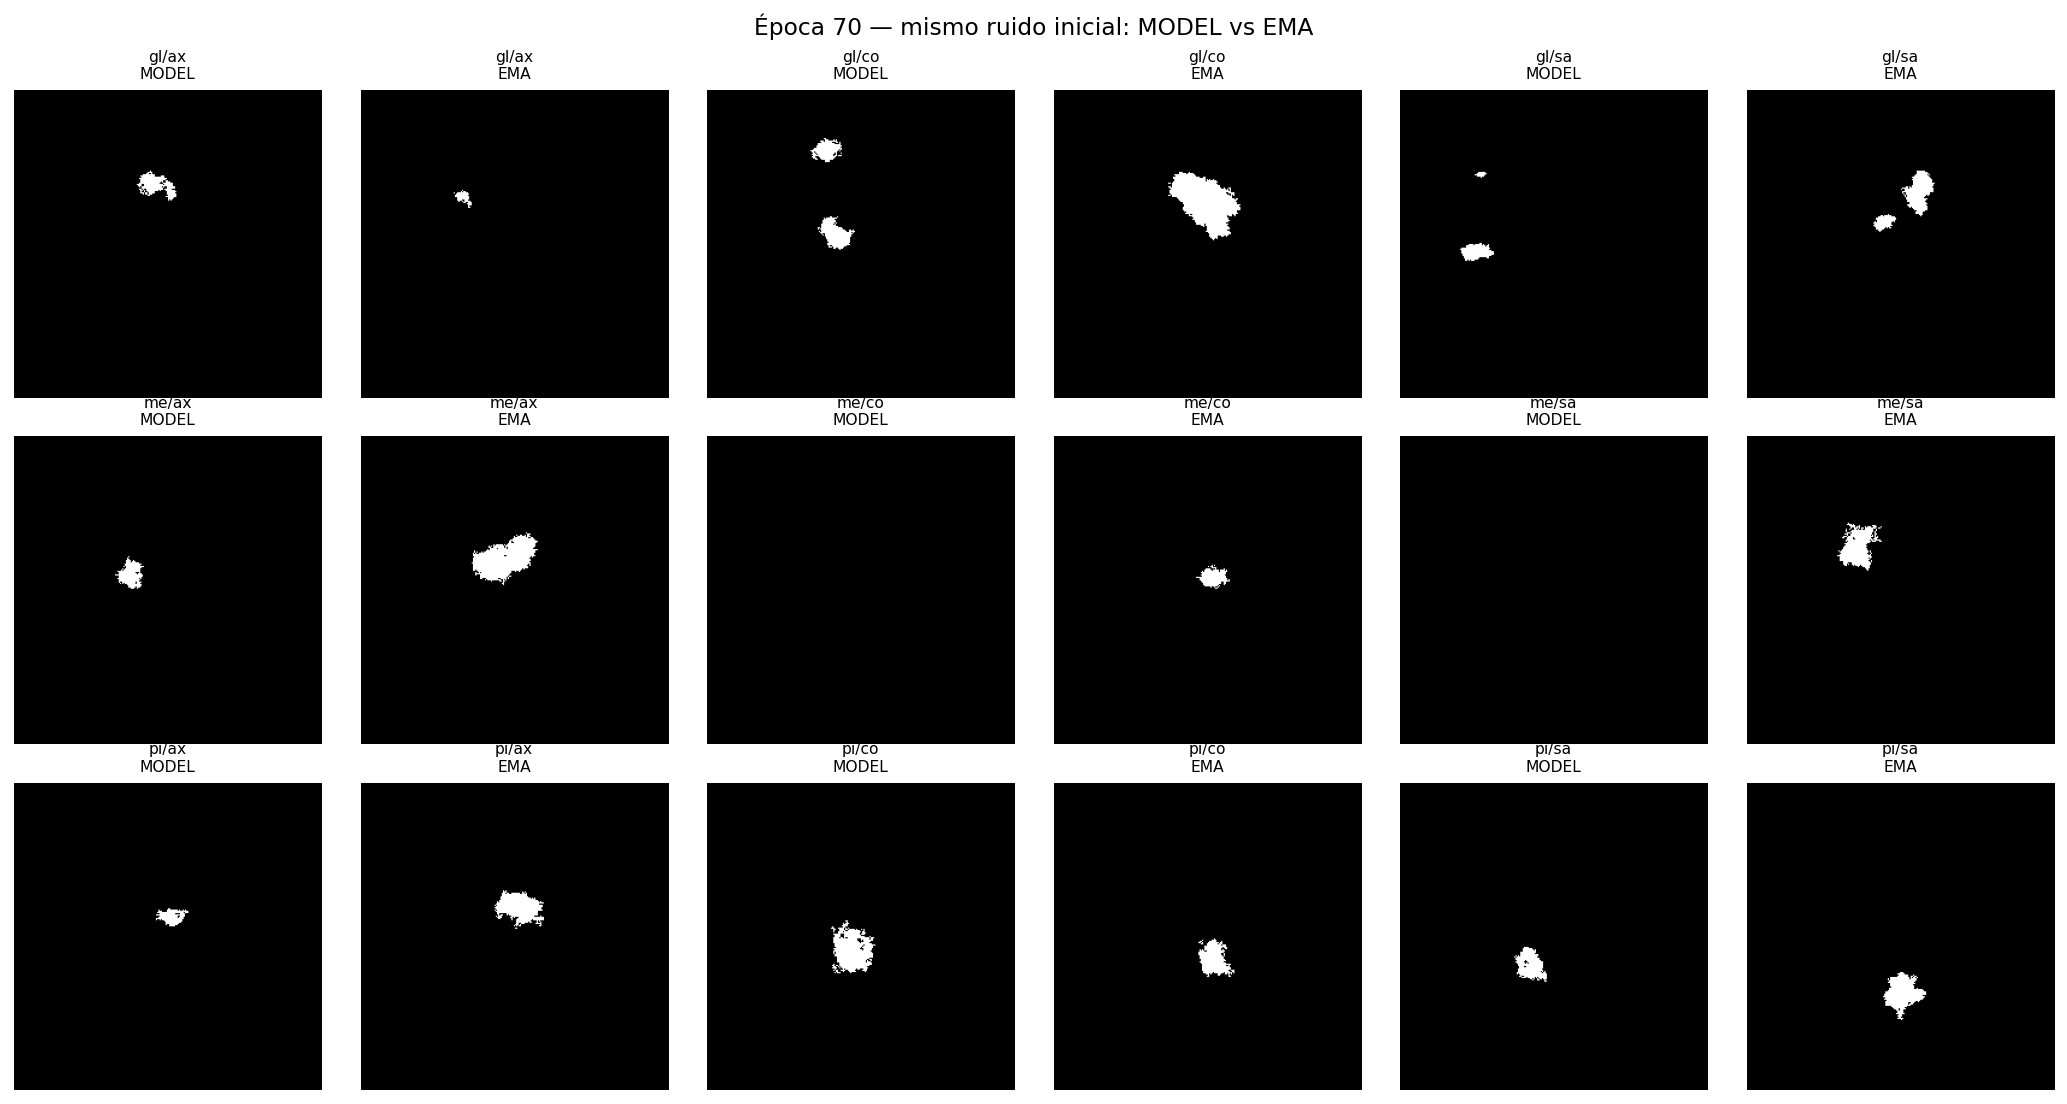 Época 70 — mismo ruido inicial: MODEL vs EMA
gl/ax
MODEL
gl/ax
EMA
gl/co
MODEL
gl/co
EMA
gl/sa
MODEL
gl/sa
EMA
me/ax
MODEL
me/ax
EMA
me/co
MODEL
me/co
EMA
me/sa
MODEL
me/sa
EMA
pi/ax
MODEL
pi/ax
EMA
pi/co
MODEL
pi/co
EMA
pi/sa
MODEL
pi/sa
EMA